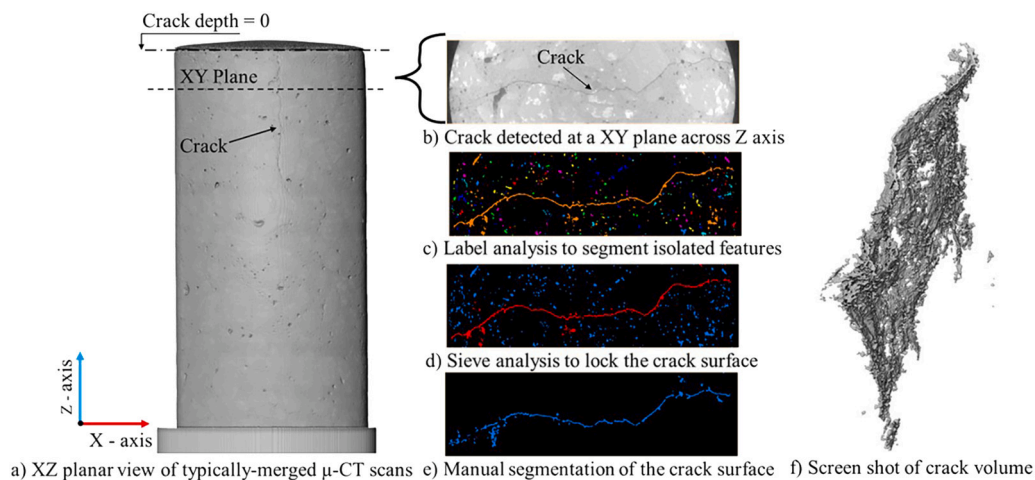 Crack depth = 0
XY Plane
Crack
Z - axis
X - axis
a) XZ planar view of typically-merged μ-CT scans
Crack
b) Crack detected at a XY plane across Z axis
c) Label analysis to segment isolated features
d) Sieve analysis to lock the crack surface
e) Manual segmentation of the crack surface
f) Screen shot of crack volume